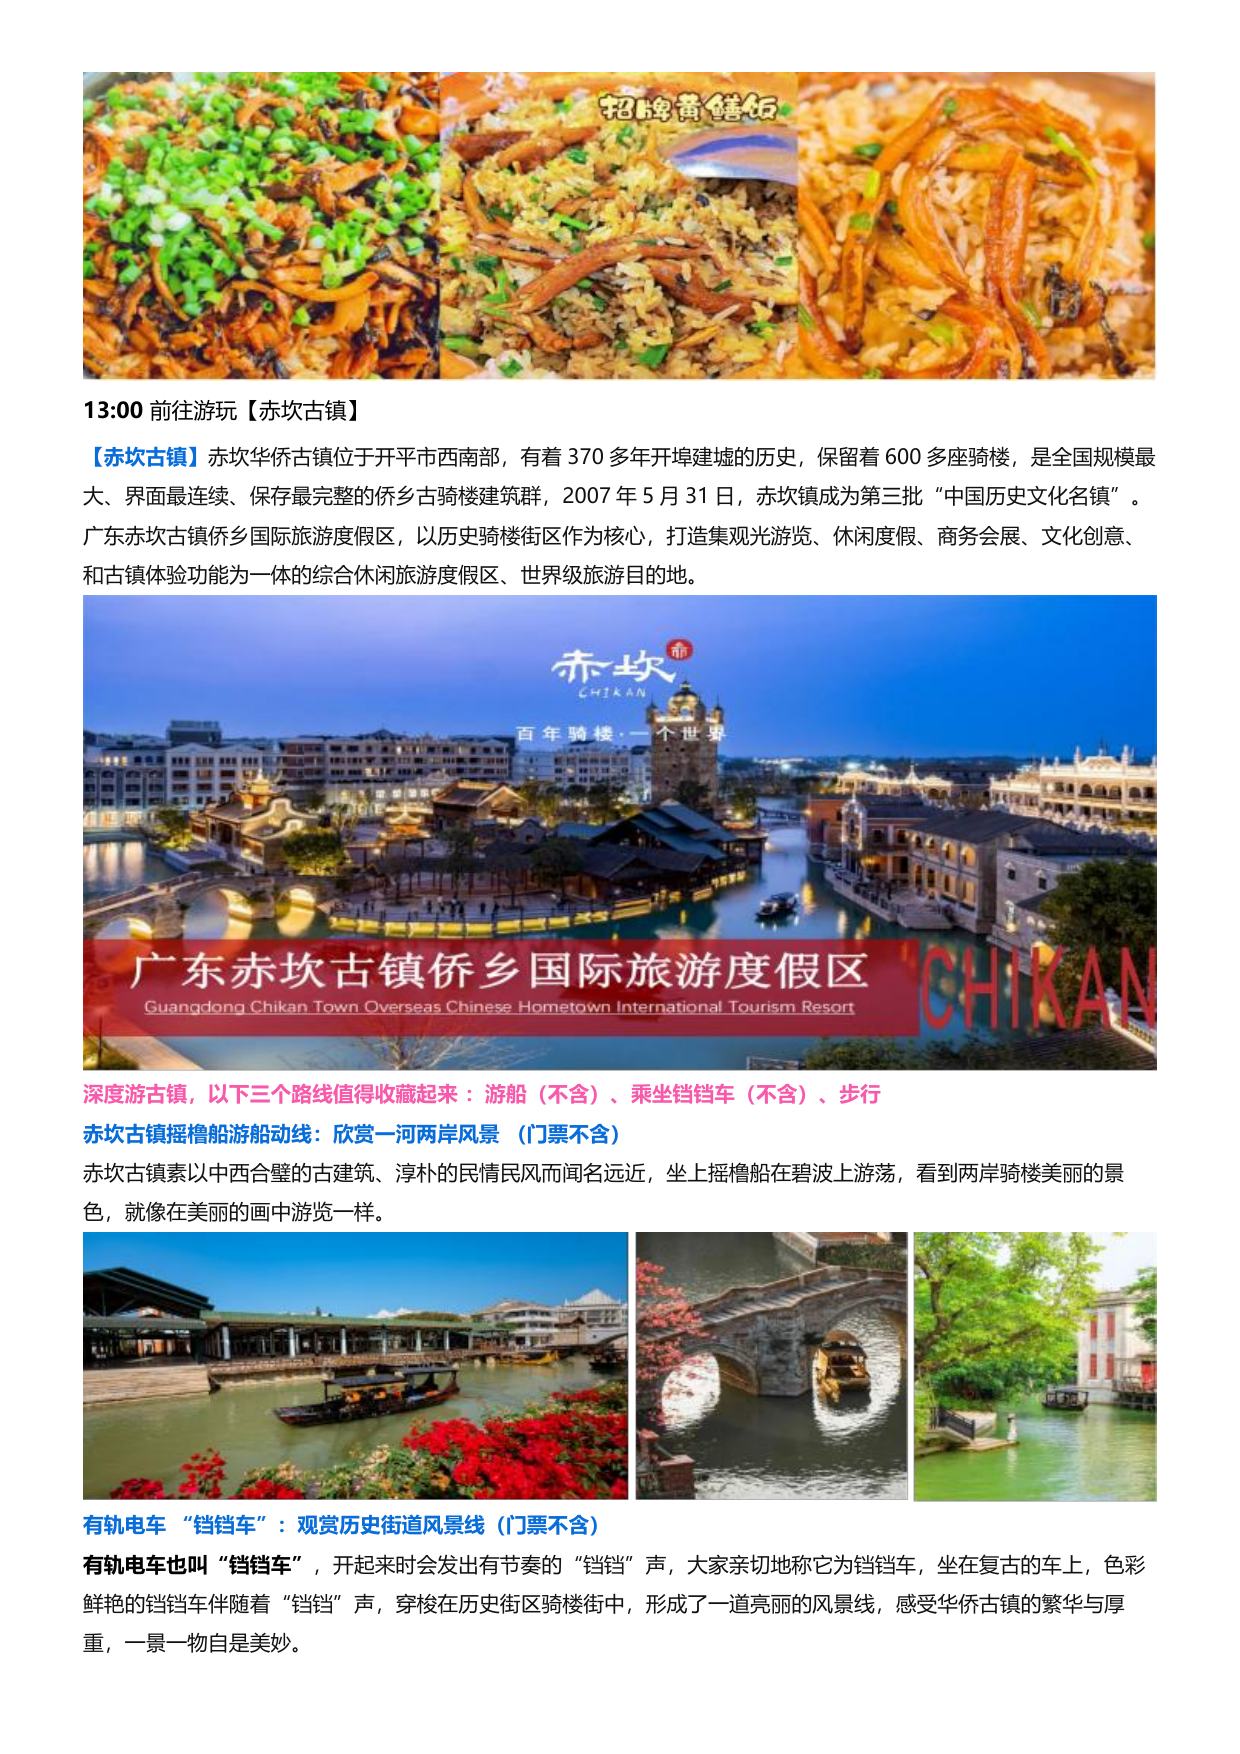 招牌黄鳝饭
13:00 前往游玩【赤坎古镇】
【赤坎古镇】赤坎华侨古镇位于开平市西南部，有着 370 多年开埠建墟的历史，保留着 600 多座骑楼，是全国规模最
大、界面最连续、保存最完整的侨乡古骑楼建筑群，2007 年 5 月 31 日，赤坎镇成为第三批“中国历史文化名镇”。
广东赤坎古镇侨乡国际旅游度假区，以历史骑楼街区作为核心，打造集观光游览、休闲度假、商务会展、文化创意、
和古镇体验功能为一体的综合休闲旅游度假区、世界级旅游目的地。
赤坎
CHIKAN
百年骑楼·一个世界
广东赤坎古镇侨乡国际旅游度假区
CHIKAN
Guangdong Chikan Town Overseas Chinese Hometown International Tourism Resort
深度游古镇，以下三个路线值得收藏起来：游船（不含）、乘坐铛铛车（不含）、步行
赤坎古镇摇橹船游船动线：欣赏一河两岸风景 （门票不含）
赤坎古镇素以中西合璧的古建筑、淳朴的民情民风而闻名远近，坐上摇橹船在碧波上游荡，看到两岸骑楼美丽的景
色，就像在美丽的画中游览一样。
有轨电车 “铛铛车”：观赏历史街道风景线（门票不含）
有轨电车也叫“铛铛车”，开起来时会发出有节奏的“铛铛”声，大家亲切地称它为铛铛车，坐在复古的车上，色彩
鲜艳的铛铛车伴随着“铛铛”声，穿梭在历史街区骑楼街中，形成了一道亮丽的风景线，感受华侨古镇的繁华与厚
重，一景一物自是美妙。